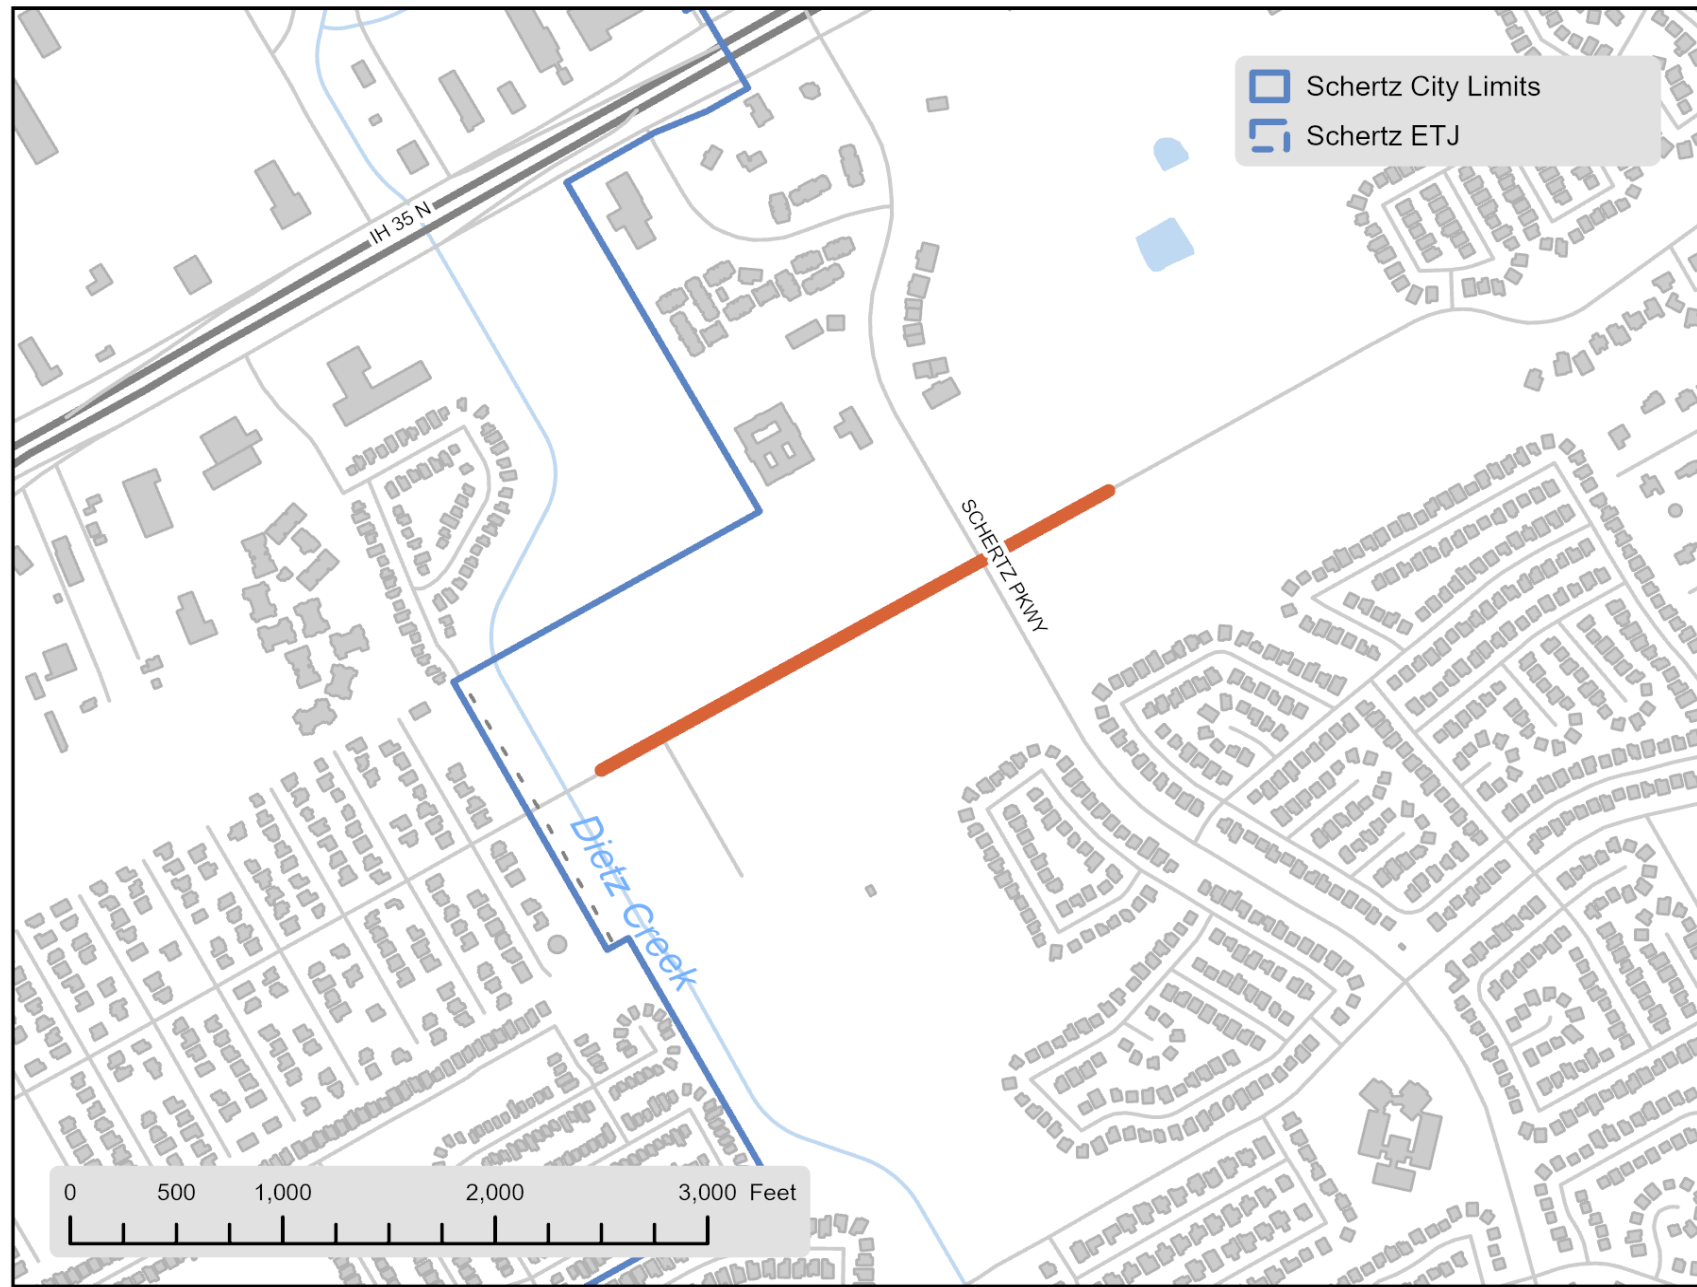 Schertz City Limits
Schertz ETJ
IH 35 N
SCHERTZ PKWY
Dietz Creek
0 500 1,000 2,000 3,000 Feet